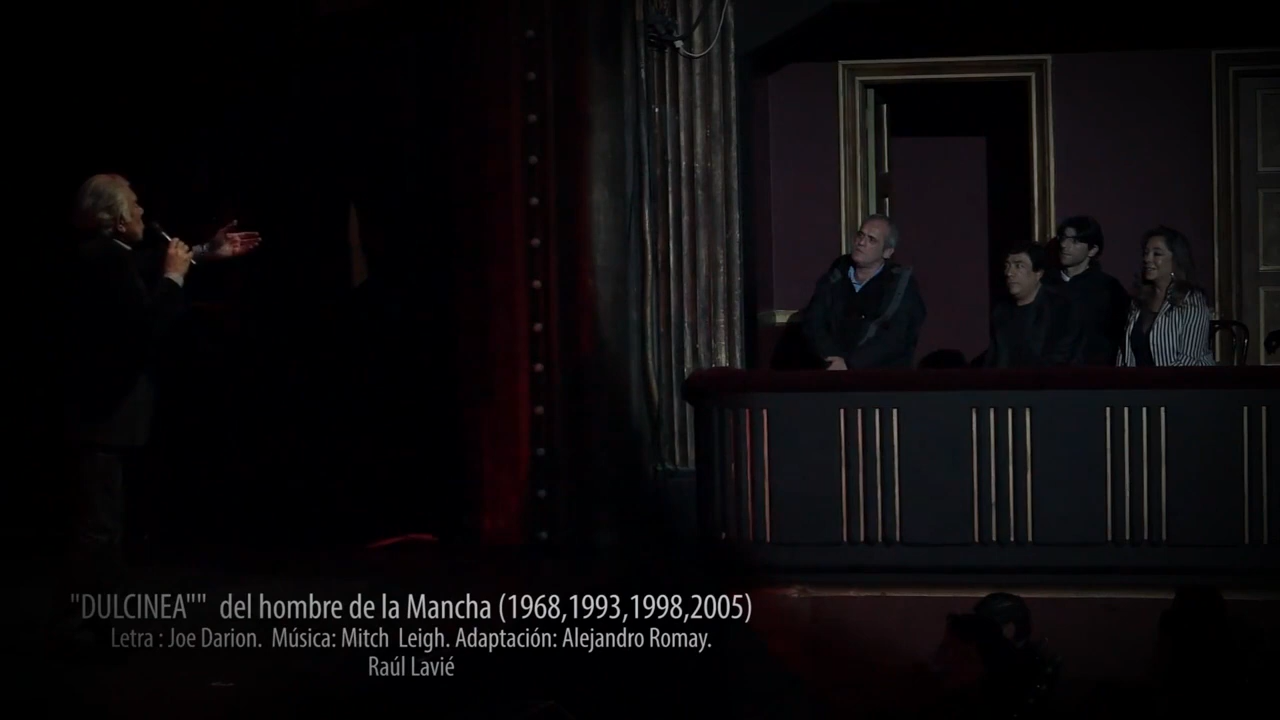 "DULCINEA"" del hombre de la Mancha (1968,1993,1998,2005)
Letra : Joe Darion. Música: Mitch Leigh. Adaptación: Alejandro Romay.
Raúl Lavié